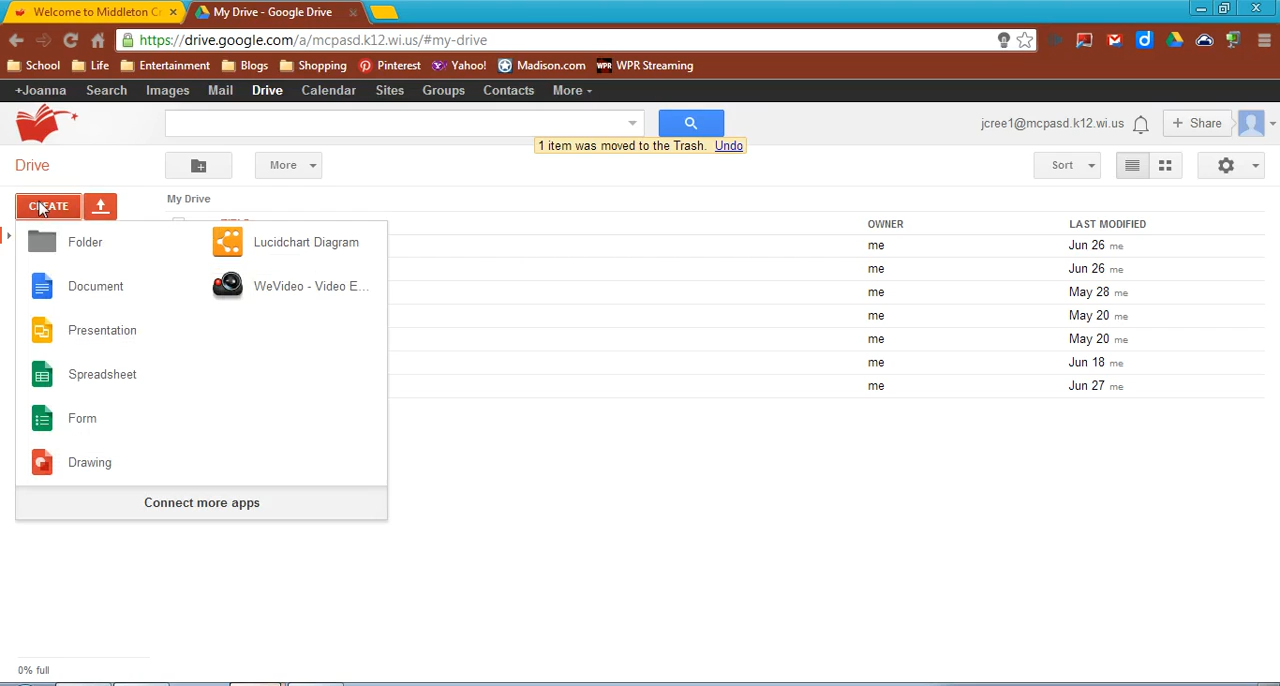 Welcome to Middleton C
My Drive - Google Drive
https://drive.google.com/a/mcpasd.k12.wi.us/#my-drive
School Life Entertainment Blogs Shopping Pinterest Yahoo! Madison.com WPR WPR Streaming
+Joanna Search Images Mail Drive Calendar Sites Groups Contacts More
jcree1@mcpasd.k12.wi.us + Share
1 item was moved to the Trash. Undo
Drive More Sort
CREATE My Drive
OWNER LAST MODIFIED
Folder Lucidchart Diagram me Jun 26 me
me Jun 26 me
Document WeVideo - Video E... me May 28 me
me May 20 me
Presentation me May 20 me
me Jun 18 me
Spreadsheet me Jun 27 me
Form
Drawing
Connect more apps
0% full